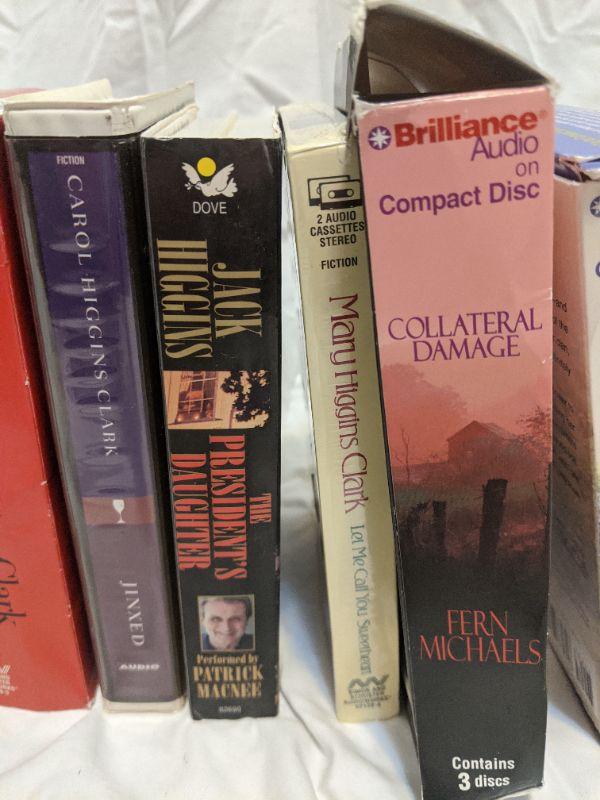 Clark
FICTION
CAROL HIGGINS CLARK
JINXED
AUDIO
DOVE
JACK
HIGGINS
THE
PRESIDENT'S
DAUGHTER
Performed by
PATRICK
MACNEE
2 AUDIO
CASSETTES
STEREO
FICTION
Mary Higgins Clark
Let Me Call You Sweetheart
Brilliance®
Audio
on
Compact Disc
COLLATERAL
DAMAGE
FERN
MICHAELS
Contains
3 discs